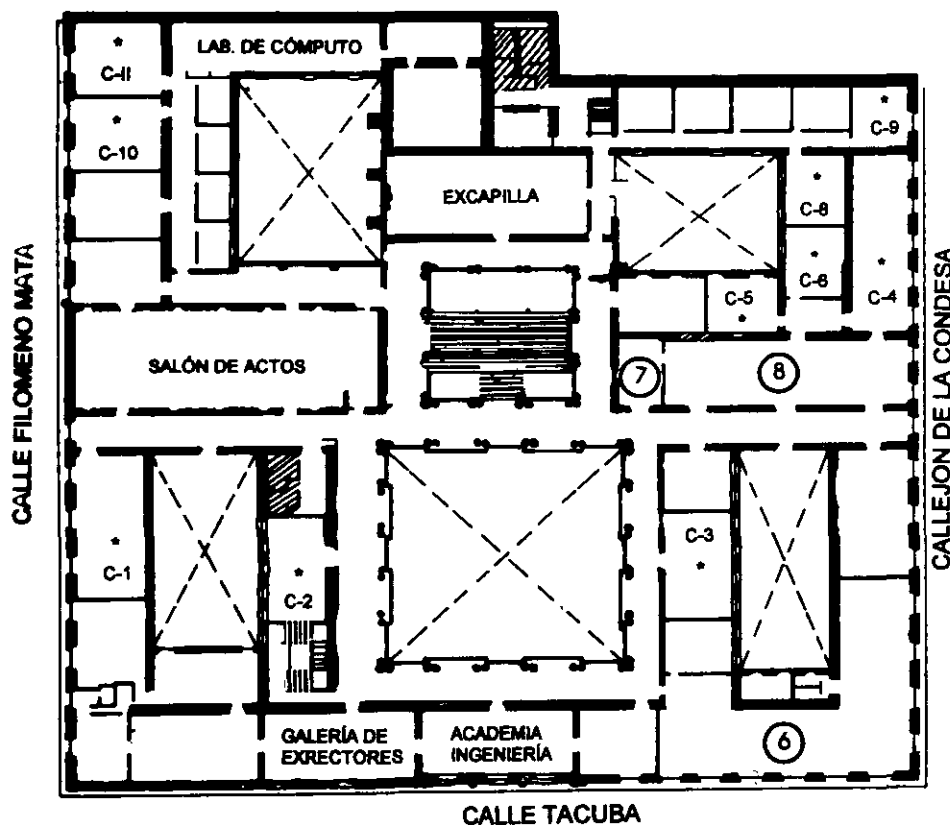 LAB. DE CÓMPUTO
C-11
C-10
C-9
EXCAPILLA
C-8
C-6
C-5
C-4
SALÓN DE ACTOS
7
8
CALLE FILOMENO MATA
CALLEJON DE LA CONDESA
C-1
C-2
C-3
GALERÍA DE
EXRECTORES
ACADEMIA
INGENIERÍA
6
CALLE TACUBA